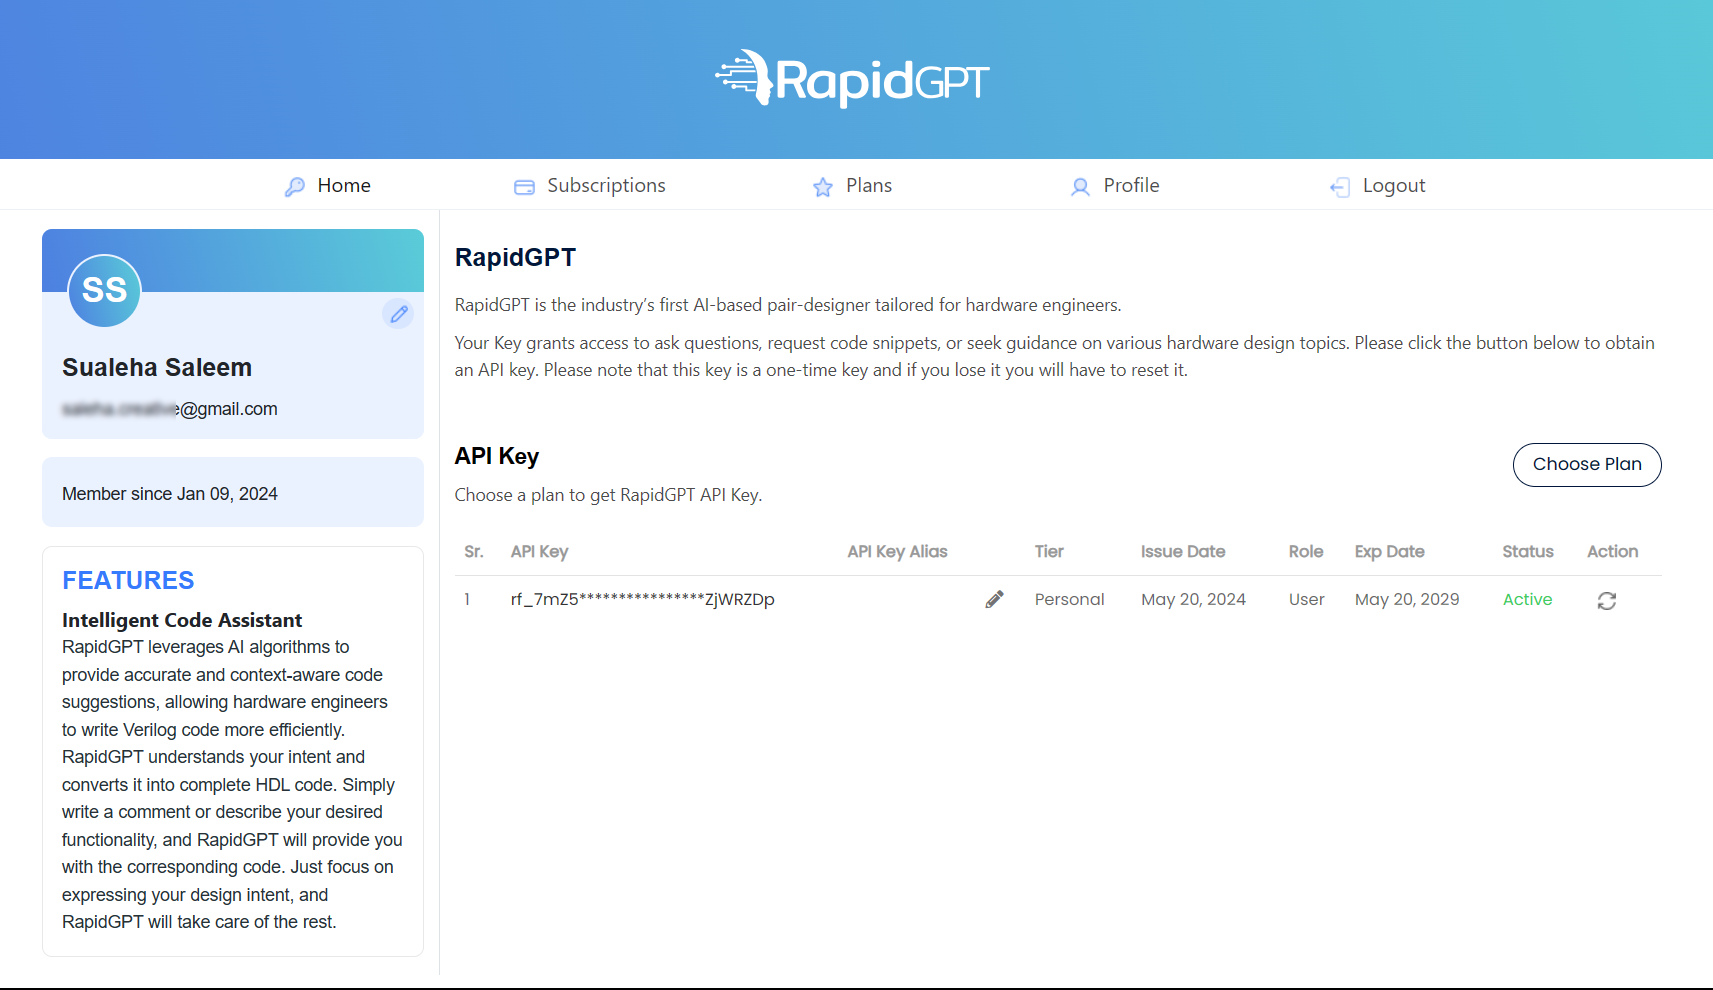 RapidGPT
Home
Subscriptions
Plans
Profile
Logout
SS
Sualeha Saleem
e@gmail.com
Member since Jan 09, 2024
FEATURES
Intelligent Code Assistant
RapidGPT leverages AI algorithms to
provide accurate and context-aware code
suggestions, allowing hardware engineers
to write Verilog code more efficiently.
RapidGPT understands your intent and
converts it into complete HDL code. Simply
write a comment or describe your desired
functionality, and RapidGPT will provide you
with the corresponding code. Just focus on
expressing your design intent, and
RapidGPT will take care of the rest.
RapidGPT
RapidGPT is the industry’s first AI-based pair-designer tailored for hardware engineers.
Your Key grants access to ask questions, request code snippets, or seek guidance on various hardware design topics. Please click the button below to obtain
an API key. Please note that this key is a one-time key and if you lose it you will have to reset it.
API Key
Choose Plan
Choose a plan to get RapidGPT API Key.
Sr. API Key API Key Alias Tier Issue Date Role Exp Date Status Action
1 rf_7mZ5****************ZjWRZDp Personal May 20, 2024 User May 20, 2029 Active